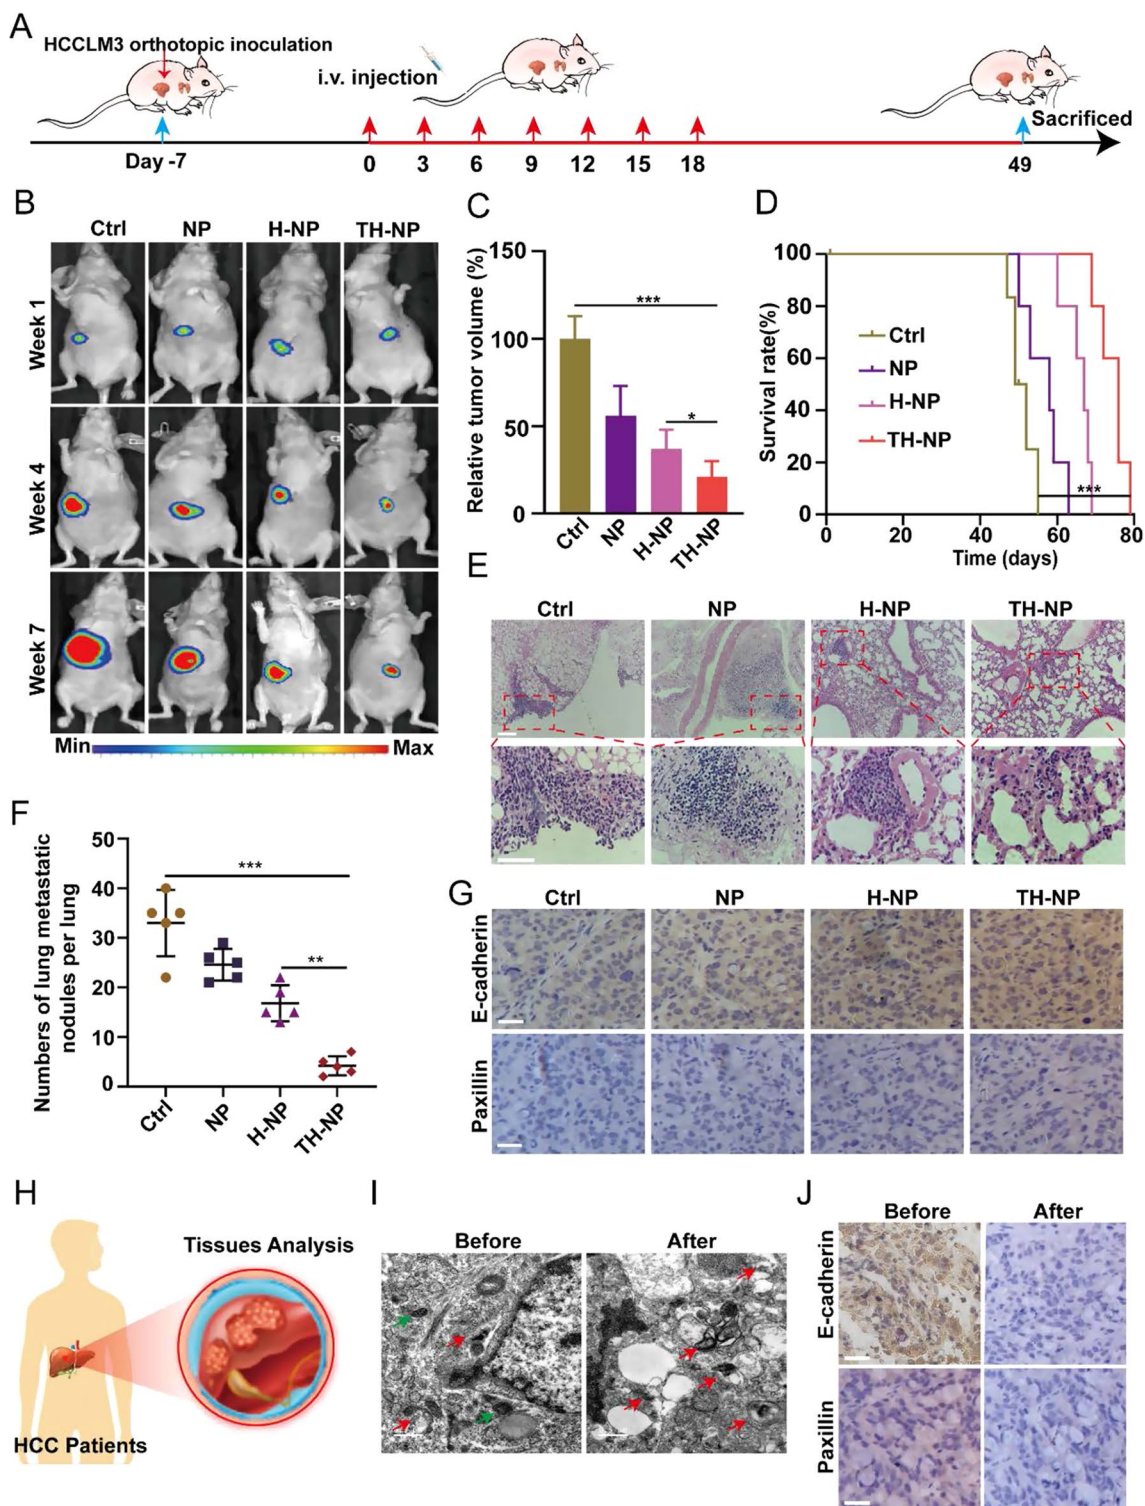 A
HCCLM3 orthotopic inoculation
i.v. injection
Sacrificed
Day -7
0 3 6 9 12 15 18 49
B
Ctrl NP H-NP TH-NP
Week 1
Week 4
Week 7
Min Max
C
Relative tumor volume (%)
150
100
50
0
***
*
Ctrl NP H-NP TH-NP
D
Survival rate(%)
100
80
60
40
20
0
Ctrl
NP
H-NP
TH-NP
***
0 20 40 60 80
Time (days)
E
Ctrl NP H-NP TH-NP
F
Numbers of lung metastatic
nodules per lung
50
40
30
20
10
0
***
**
Ctrl NP H-NP TH-NP
G
Ctrl NP H-NP TH-NP
E-cadherin
Paxillin
H
Tissues Analysis
HCC Patients
I
Before After
J
Before After
E-cadherin
Paxillin